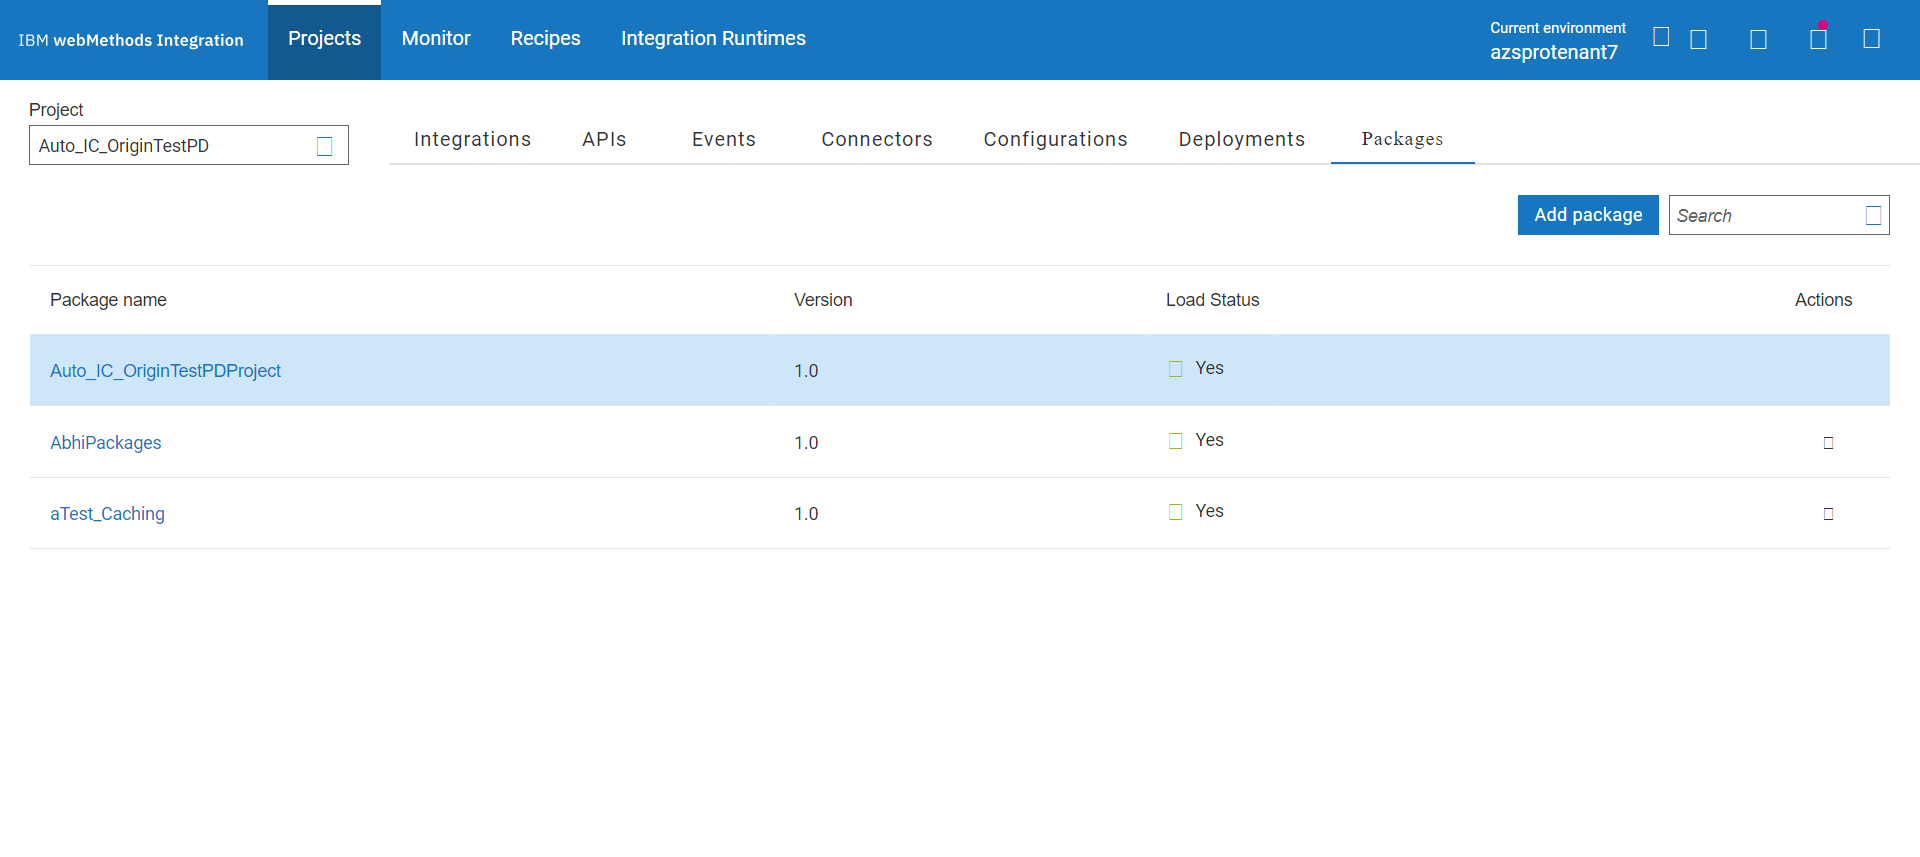 IBM webMethods Integration
Projects
Monitor
Recipes
Integration Runtimes
Current environment
azsprotenant7
Project
Auto_IC_OriginTestPD
Integrations
APIs
Events
Connectors
Configurations
Deployments
Packages
Add package
Search
Package name
Version
Load Status
Actions
Auto_IC_OriginTestPDProject
1.0
Yes
AbhiPackages
1.0
Yes
aTest_Caching
1.0
Yes